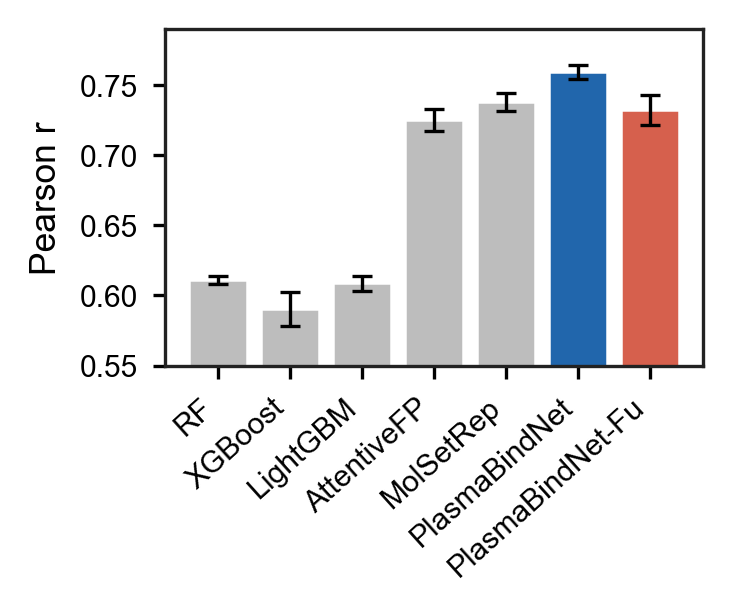 Pearson r
0.75
0.70
0.65
0.60
0.55
RF
XGBoost
LightGBM
AttentiveFP
MolSetRep
PlasmaBindNet
PlasmaBindNet-Fu